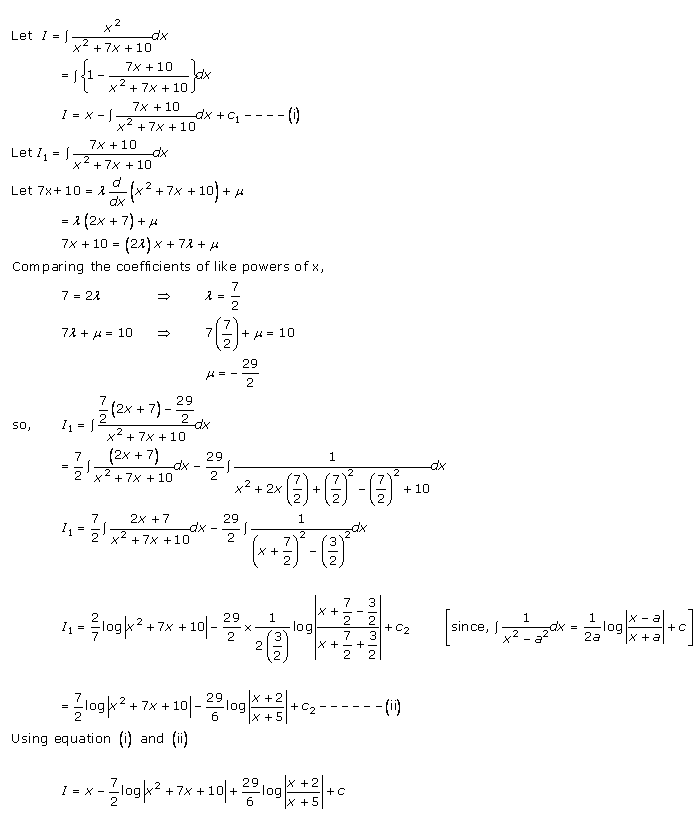 Let I = ∫ x²/(x² + 7x + 10) dx
= ∫{1 − (7x + 10)/(x² + 7x + 10)}dx
I = x − ∫ (7x + 10)/(x² + 7x + 10) dx + c₁ − − − − (i)
Let I₁ = ∫ (7x + 10)/(x² + 7x + 10) dx
Let 7x + 10 = λ d/dx (x² + 7x + 10) + μ
= λ(2x + 7) + μ
7x + 10 = (2λ)x + 7λ + μ
Comparing the coefficients of like powers of x,
7 = 2λ ⇒ λ = 7/2
7λ + μ = 10 ⇒ 7(7/2) + μ = 10
μ = − 29/2
so, I₁ = ∫ (7/2 (2x + 7) − 29/2)/(x² + 7x + 10) dx
= 7/2 ∫ (2x + 7)/(x² + 7x + 10) dx − 29/2 ∫ 1/(x² + 2x(7/2) + (7/2)² − (7/2)² + 10) dx
I₁ = 7/2 ∫ (2x + 7)/(x² + 7x + 10) dx − 29/2 ∫ 1/((x + 7/2)² − (3/2)²) dx
I₁ = 2/7 log|x² + 7x + 10| − 29/2 × 1/(2(3/2)) log|(x + 7/2 − 3/2)/(x + 7/2 + 3/2)| + c₂ [since, ∫ 1/(x² − a²) dx = 1/2a log|(x − a)/(x + a)| + c]
= 7/2 log|x² + 7x + 10| − 29/6 log|(x + 2)/(x + 5)| + c₂ − − − − − − (ii)
Using equation (i) and (ii)
I = x − 7/2 log|x² + 7x + 10| + 29/6 log|(x + 2)/(x + 5)| + c